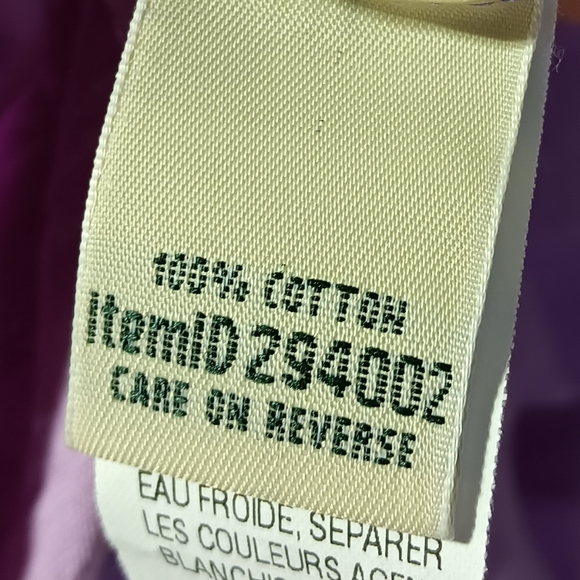 100% COTTON
ItemID 294002
CARE ON REVERSE
EAU FROIDE, SEPARER
LES COULEURS